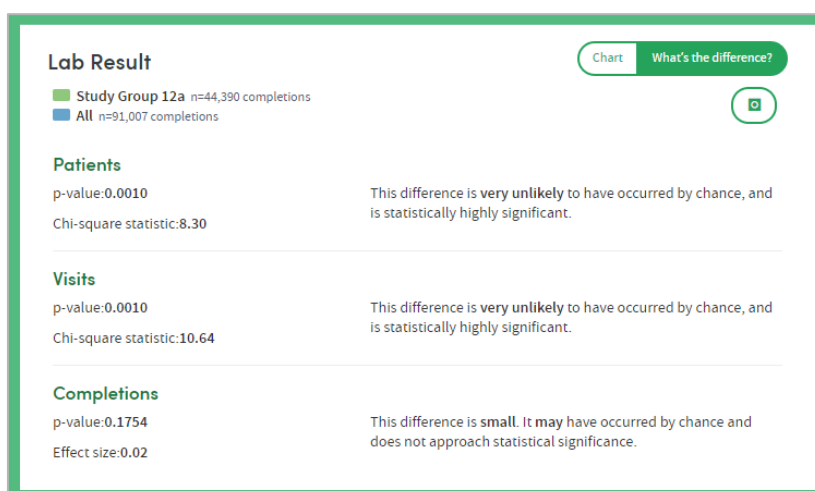 Lab Result
Chart
What's the difference?
Study Group 12a n=44,390 completions
All n=91,007 completions
Patients
p-value:0.0010
Chi-square statistic:8.30
This difference is very unlikely to have occurred by chance, and
is statistically highly significant.
Visits
p-value:0.0010
Chi-square statistic:10.64
This difference is very unlikely to have occurred by chance, and
is statistically highly significant.
Completions
p-value:0.1754
Effect size:0.02
This difference is small. It may have occurred by chance and
does not approach statistical significance.